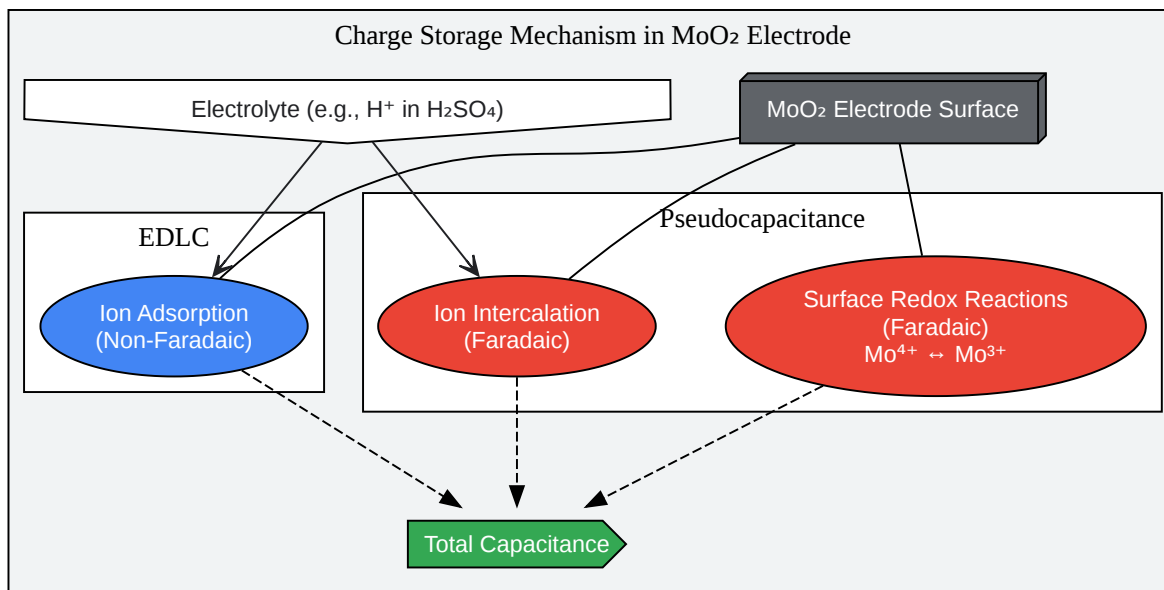 Charge Storage Mechanism in MoO₂ Electrode
Electrolyte (e.g., H⁺ in H₂SO₄)
MoO₂ Electrode Surface
EDLC
Pseudocapacitance
Ion Adsorption
(Non-Faradaic)
Ion Intercalation
(Faradaic)
Surface Redox Reactions
(Faradaic)
Mo⁴⁺ ↔ Mo³⁺
Total Capacitance